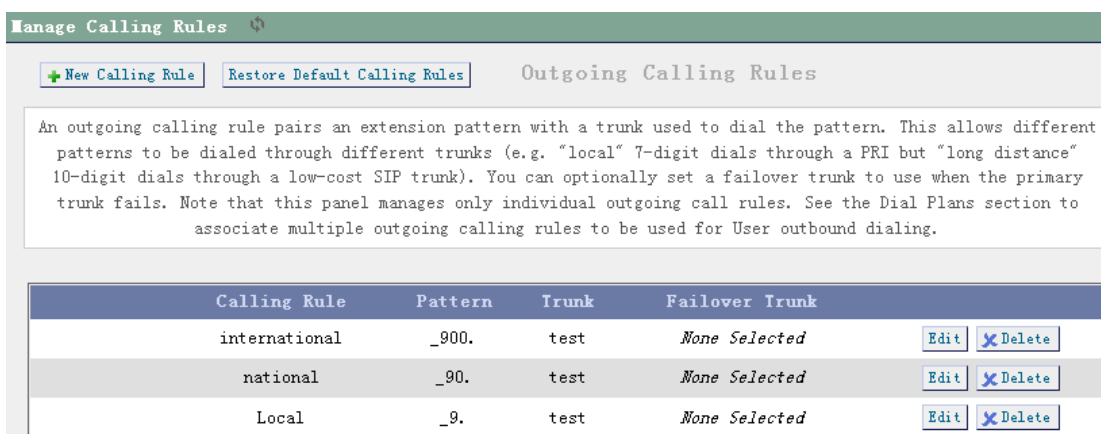 Manage Calling Rules
New Calling Rule Restore Default Calling Rules Outgoing Calling Rules
An outgoing calling rule pairs an extension pattern with a trunk used to dial the pattern. This allows different
patterns to be dialed through different trunks (e.g. "local" 7-digit dials through a PRI but "long distance"
10-digit dials through a low-cost SIP trunk). You can optionally set a failover trunk to use when the primary
trunk fails. Note that this panel manages only individual outgoing call rules. See the Dial Plans section to
associate multiple outgoing calling rules to be used for User outbound dialing.
Calling Rule Pattern Trunk Failover Trunk
international _900. test None Selected Edit Delete
national _90. test None Selected Edit Delete
Local _9. test None Selected Edit Delete